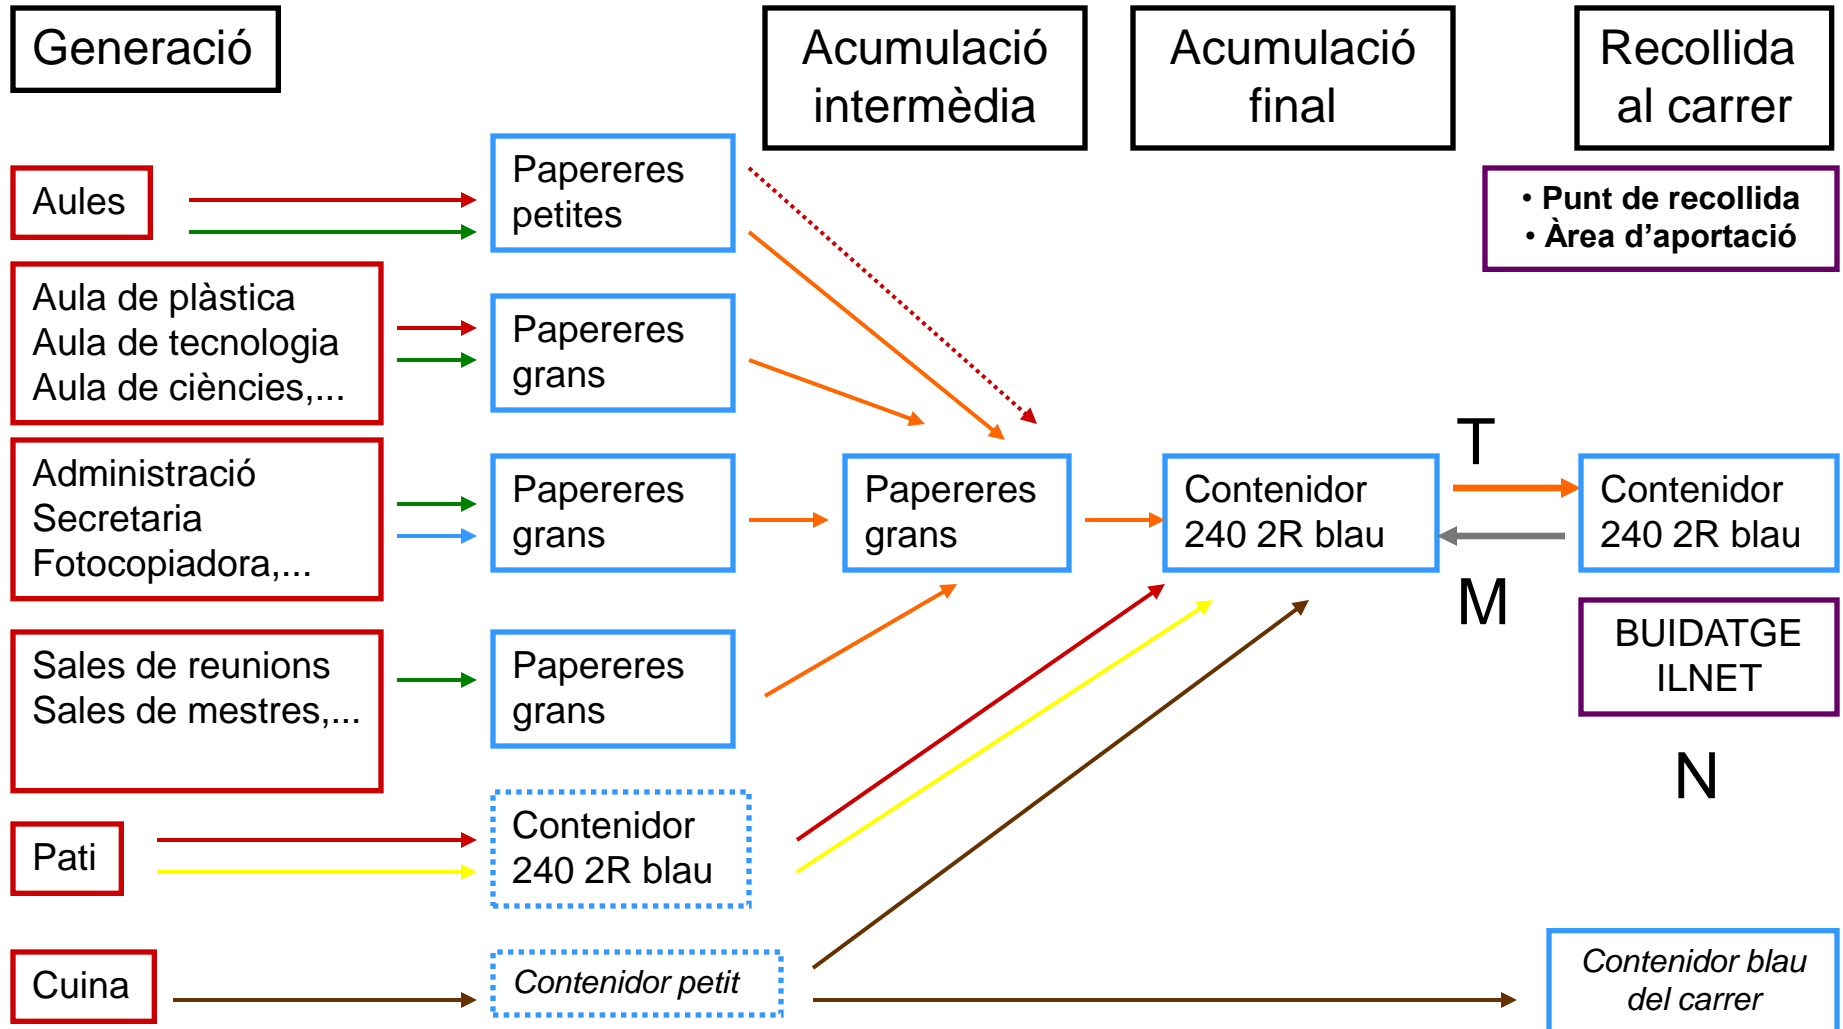 Generació
Acumulació
intermèdia
Acumulació
final
Recollida
al carrer
Aules
Papereres
petites
• Punt de recollida
• Àrea d’aportació
Aula de plàstica
Aula de tecnologia
Aula de ciències,...
Papereres
grans
Administració
Secretaria
Fotocopiadora,...
Papereres
grans
Papereres
grans
Contenidor
240 2R blau
T
M
Contenidor
240 2R blau
Sales de reunions
Sales de mestres,...
Papereres
grans
BUIDATGE
ILNET
N
Pati
Contenidor
240 2R blau
Cuina
Contenidor petit
Contenidor blau
del carrer